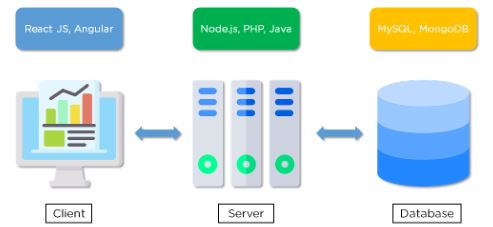 React JS, Angular
Node.js, PHP, Java
MySQL, MongoDB
Client
Server
Database